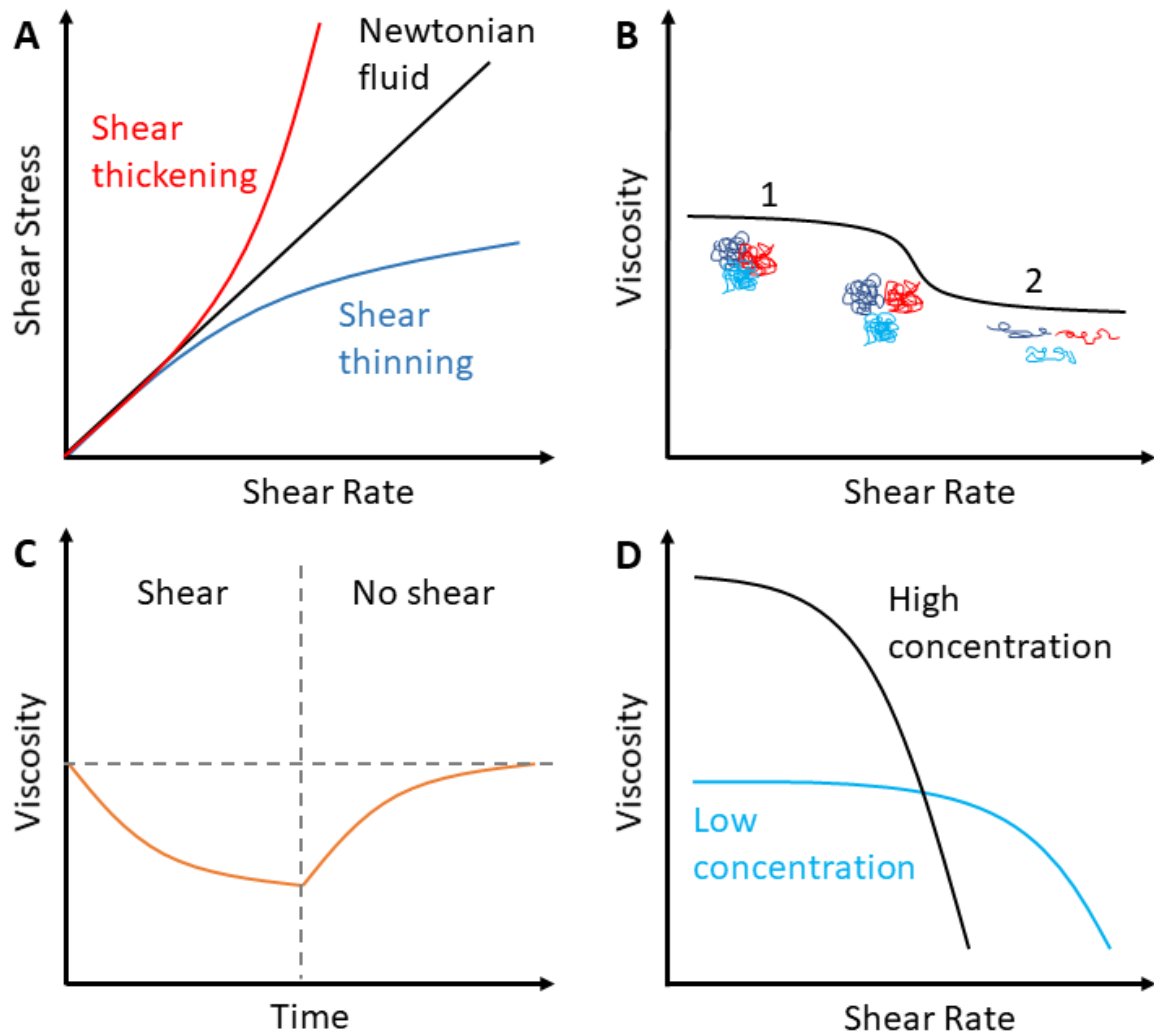 A
Shear Stress
Shear
thickening
Newtonian
fluid
Shear
thinning
Shear Rate
B
Viscosity
1
2
Shear Rate
C
Viscosity
Shear
No shear
Time
D
Viscosity
High
concentration
Low
concentration
Shear Rate